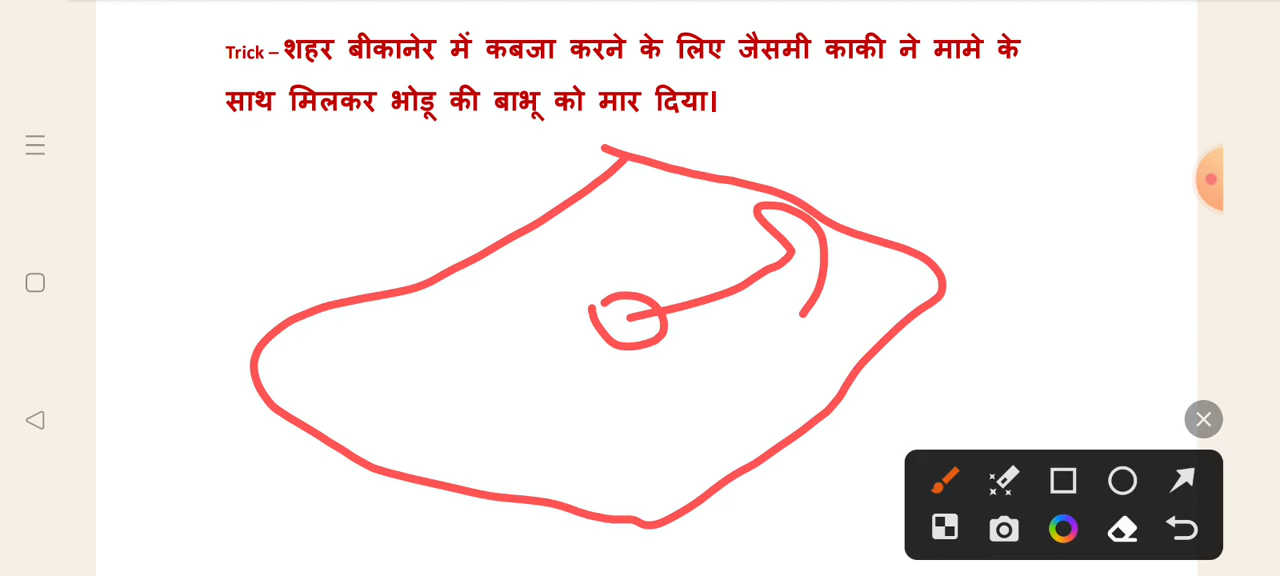 Trick – शहर बीकानेर में कबजा करने के लिए जैसमी काकी ने मामे के
साथ मिलकर भोडू की बाभू को मार दिया।